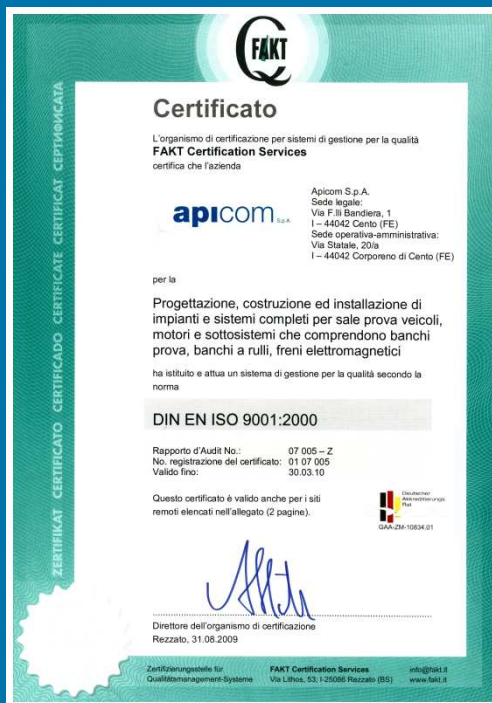 FAKT
Certificato
L'organismo di certificazione per sistemi di gestione per la qualità
FAKT Certification Services
certifica che l'azienda
apicom S.p.A.
Apicom S.p.A.
Sede legale:
Via F.lli Bandiera, 1
I – 44042 Cento (FE)
Sede operativa-amministrativa:
Via Statale, 20/a
I – 44042 Corporeno di Cento (FE)
per la
Progettazione, costruzione ed installazione di
impianti e sistemi completi per sale prova veicoli,
motori e sottosistemi che comprendono banchi
prova, banchi a rulli, freni elettromagnetici
ha istituito e attua un sistema di gestione per la qualità secondo la
norma
DIN EN ISO 9001:2000
Rapporto d'Audit No.: 07 005 – Z
No. registrazione del certificato: 01 07 005
Valido fino: 30.03.10
Questo certificato è valido anche per i siti
remoti elencati nell'allegato (2 pagine).
Deutscher
Akkreditierungs
Rat
GAA-ZM-10834.01
Direttore dell'organismo di certificazione
Rezzato, 31.08.2009
Zertifizierungsstelle für
Qualitätsmanagement-Systeme
FAKT Certification Services
Via Lithos, 53, I-25086 Rezzato (BS)
info@fakt.it
www.fakt.it
ZERTIFIKAT CERTIFICATO CERTIFICADO CERTIFICATE CERTIFICAT СЕРТИФИСАТА